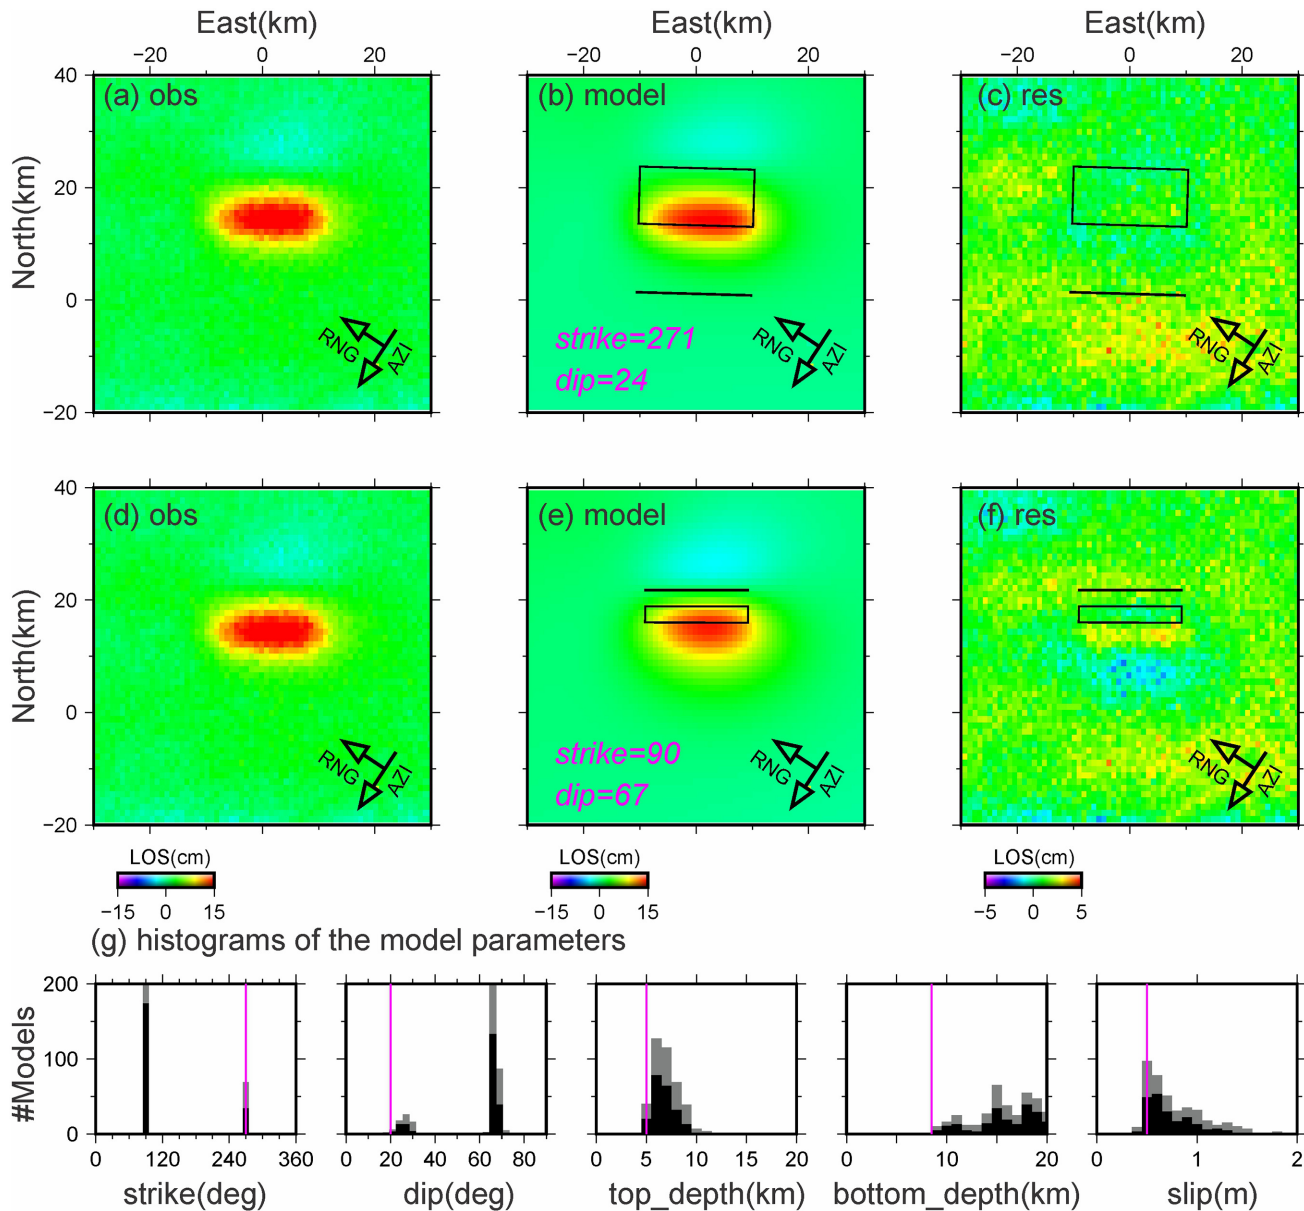 East(km) East(km) East(km)
−20 0 20 −20 0 20 −20 0 20
40 (a) obs (b) model (c) res
North(km)
20
0
−20
RNG AZI RNG AZI RNG AZI
strike=271
dip=24
40 (d) obs (e) model (f) res
North(km)
20
0
−20
RNG AZI RNG AZI RNG AZI
strike=90
dip=67
LOS(cm) LOS(cm) LOS(cm)
−15 0 15 −15 0 15 −5 0 5
(g) histograms of the model parameters
#Models
200
100
0
0 120 240 360 0 20 40 60 80 0 5 10 15 20 0 10 20 0 1 2
strike(deg) dip(deg) top_depth(km) bottom_depth(km) slip(m)